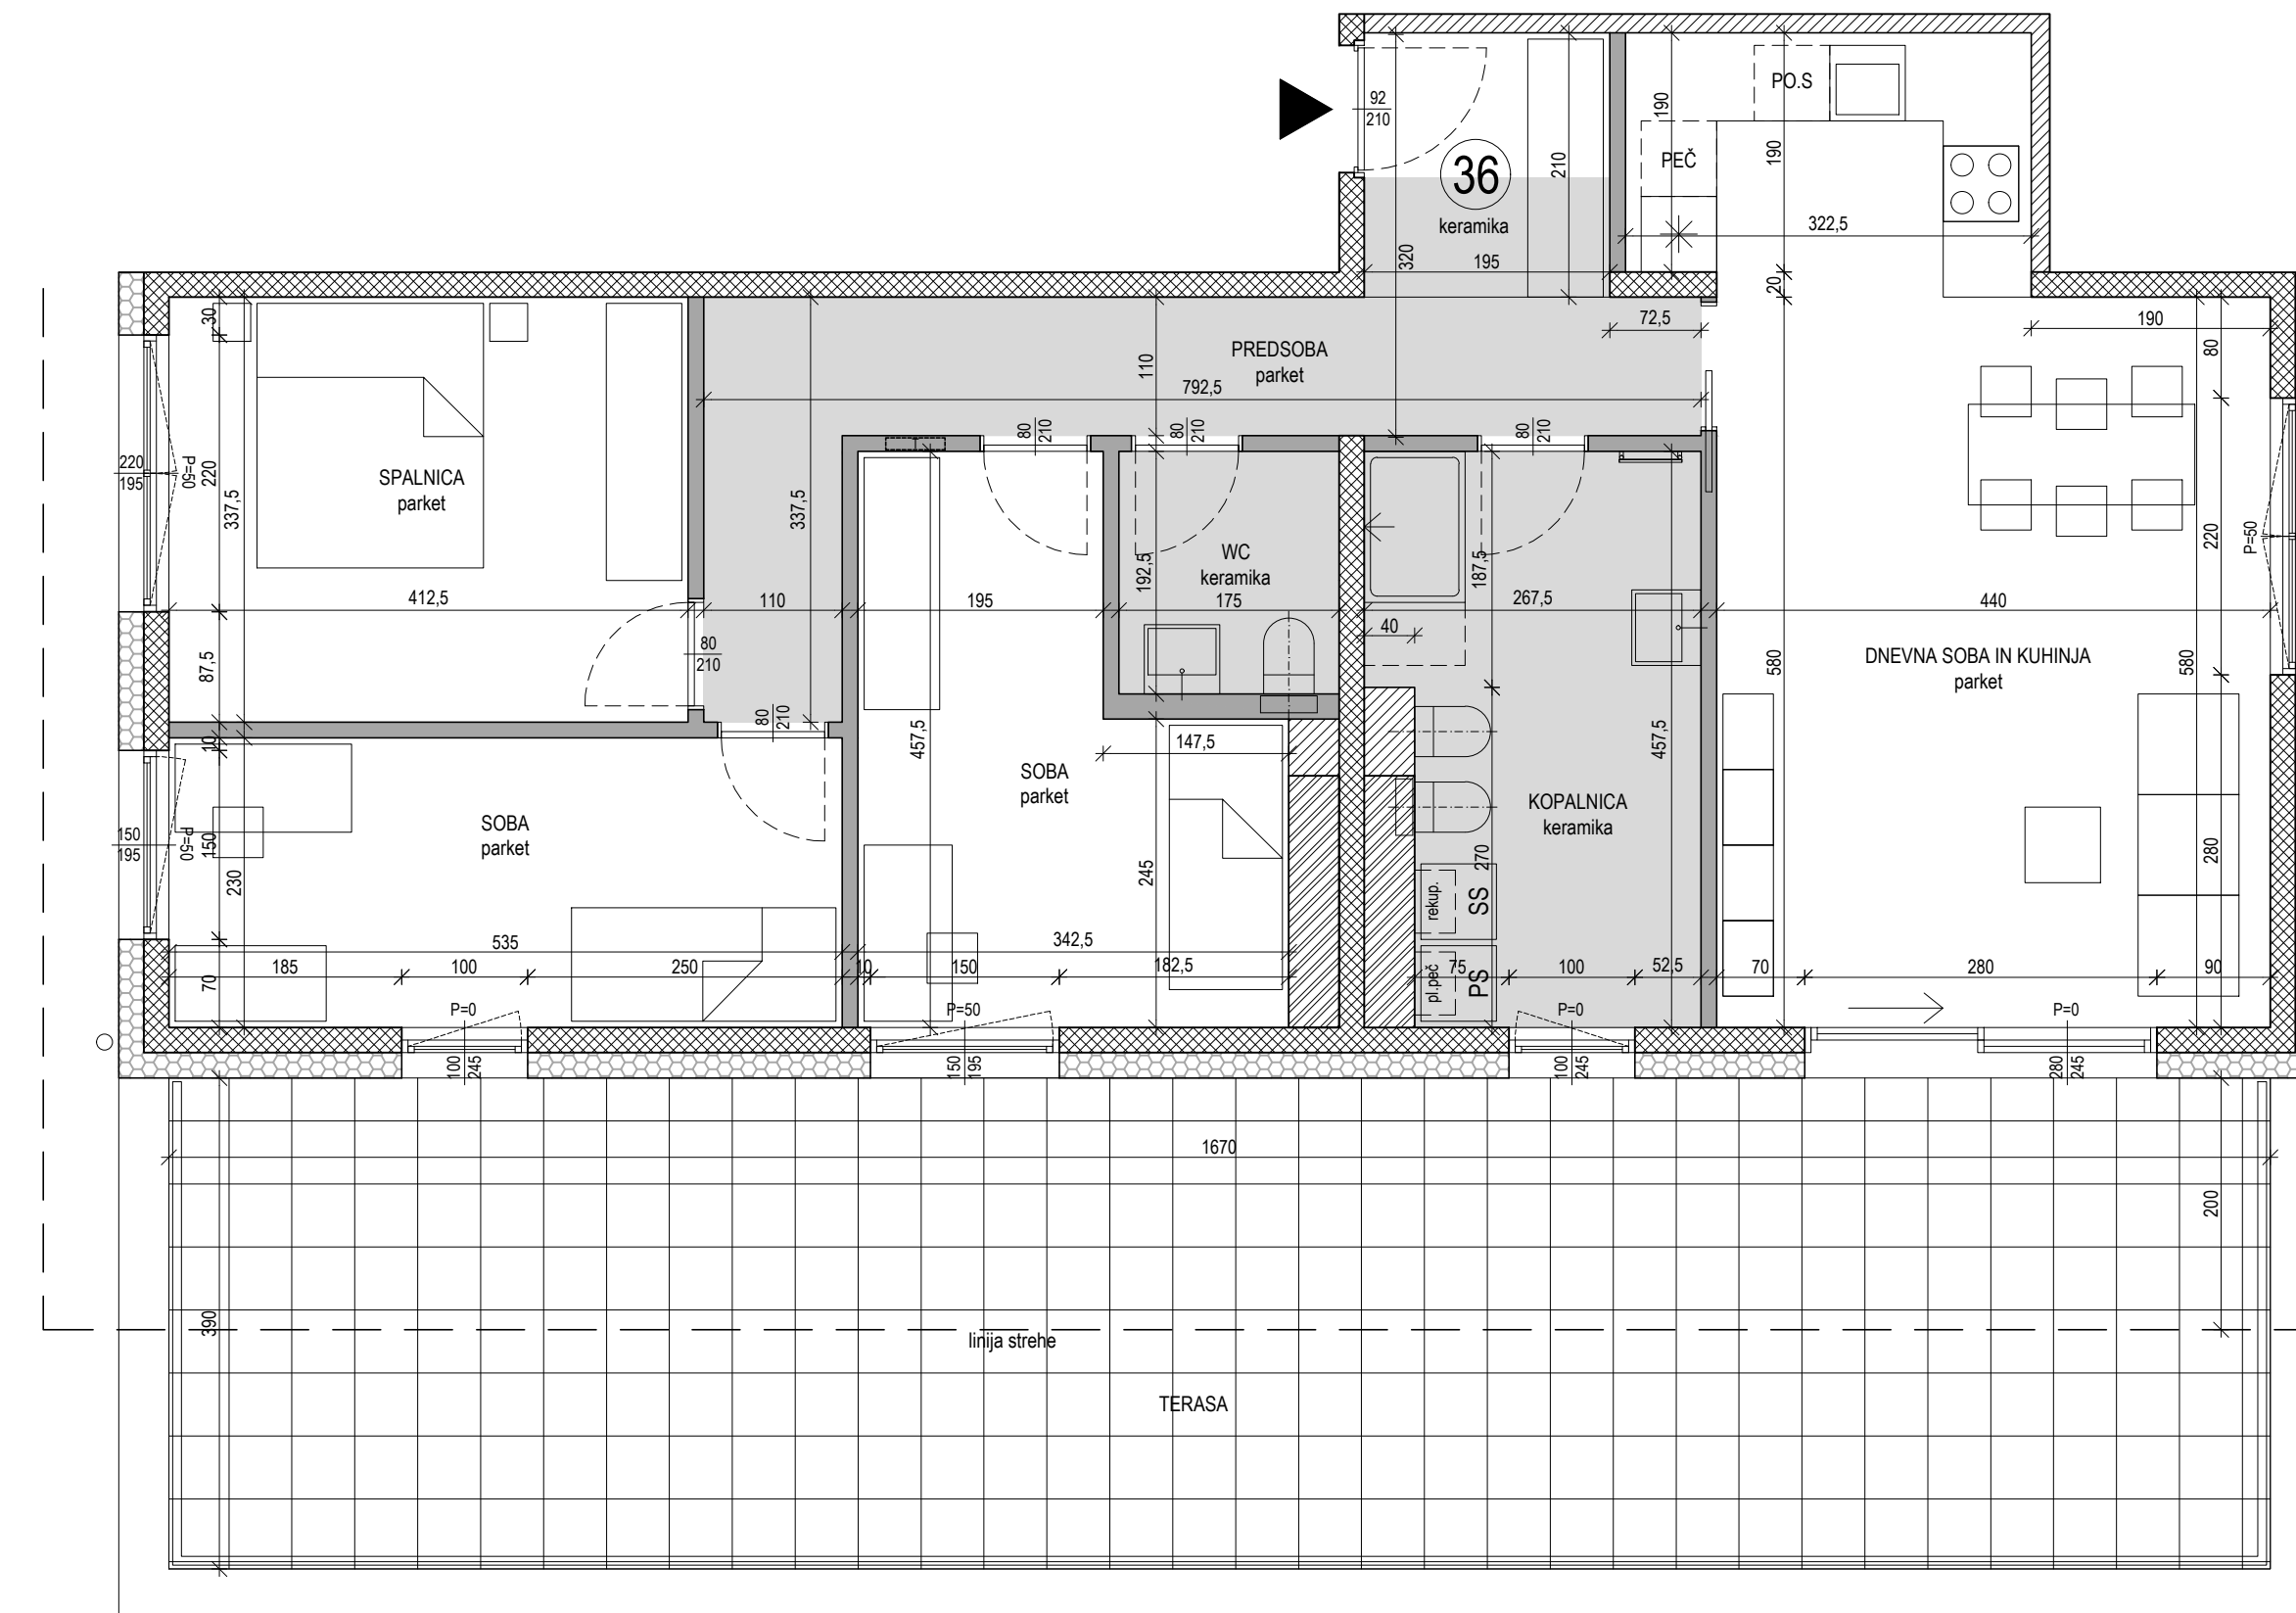 92
210
36
keramika
210
320
195
190
190
PO.S
PEČ
322,5
20
72,5
190
80
30
PREDSOBA
parket
110
792,5
80
210
80
210
80
210
220
195
P=50
220
337,5
SPALNICA
parket
337,5
WC
keramika
192,5
187,5
P=50
220
412,5
110
195
175
267,5
440
40
87,5
80
210
580
DNEVNA SOBA IN KUHINJA
parket
580
10
80
210
457,5
147,5
457,5
SOBA
parket
SOBA
parket
KOPALNICA
keramika
150
195
P=50
150
230
245
270
280
rekup.
SS
535
342,5
70
185
100
250
10
150
182,5
pl.peč
PS
75
100
52,5
70
280
90
P=0
P=50
P=0
P=0
100
245
150
195
100
245
280
245
1670
200
390
linija strehe
TERASA